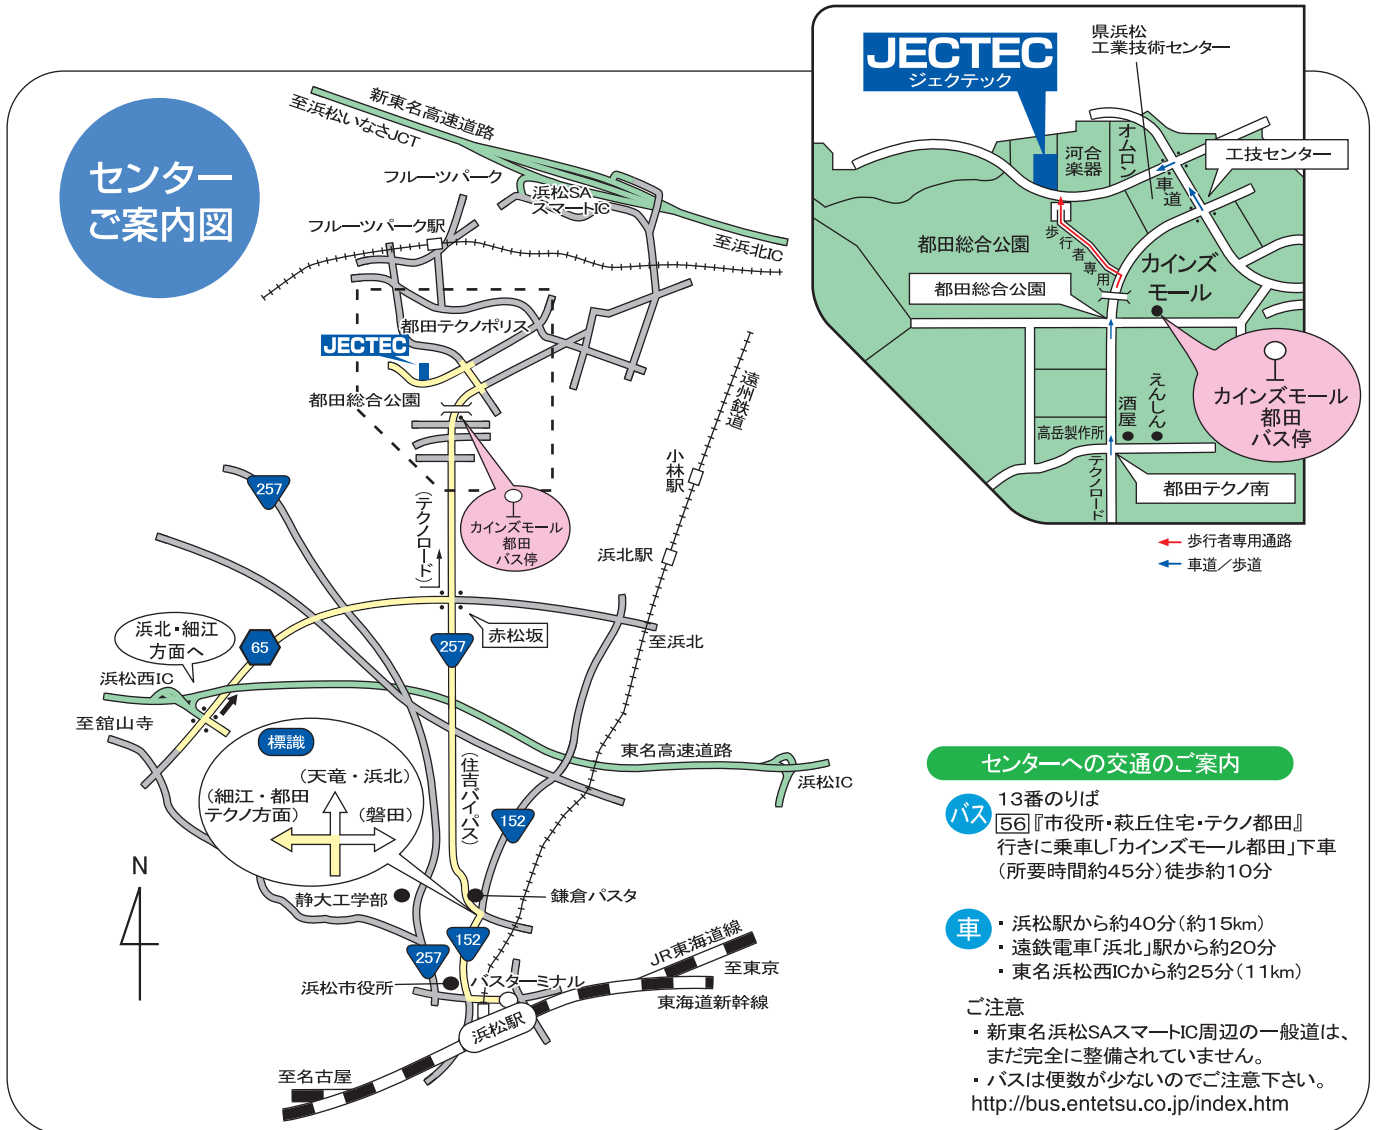 センター
ご案内図
新東名高速道路
至浜松いなさJCT
フルーツパーク
浜松SA
スマートIC
至浜北IC
フルーツパーク駅
都田テクノポリス
JECTEC
都田総合公園
遠州鉄道
小林駅
257
(テクノロード)
カインズモール
都田
バス停
浜北駅
浜北・細江
方面へ
65
赤松坂
257
至浜北
浜松西IC
至舘山寺
標識
(天竜・浜北)
(細江・都田
テクノ方面)
(磐田)
(住吉バイパス)
東名高速道路
浜松IC
152
N
静大工学部
鎌倉パスタ
152
257
JR東海道線
至東京
浜松市役所
バスターミナル
東海道新幹線
浜松駅
至名古屋
JECTEC
ジェクテック
県浜松
工業技術センター
河合
楽器
オムロン
工技センター
車道
歩行者専用
都田総合公園
カインズ
モール
都田総合公園
カインズモール
都田
バス停
酒屋
えんしん
高岳製作所
テクノロード
都田テクノ南
歩行者専用通路
車道/歩道
センターへの交通のご案内
バス
13番のりば
56『市役所・萩丘住宅・テクノ都田』
行きに乗車し「カインズモール都田」下車
(所要時間約45分)徒歩約10分
車
・浜松駅から約40分(約15km)
・遠鉄電車「浜北」駅から約20分
・東名浜松西ICから約25分(11km)
ご注意
・新東名浜松SAスマートIC周辺の一般道は、
まだ完全に整備されていません。
・バスは便数が少ないのでご注意下さい。
http://bus.entetsu.co.jp/index.htm